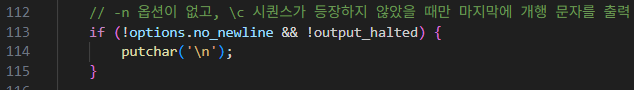 112 // -n 옵션이 없고, \c 시퀀스가 등장하지 않았을 때만 마지막에 개행 문자를 출력
113 if (!options.no_newline && !output_halted) {
114 putchar('\n');
115 }